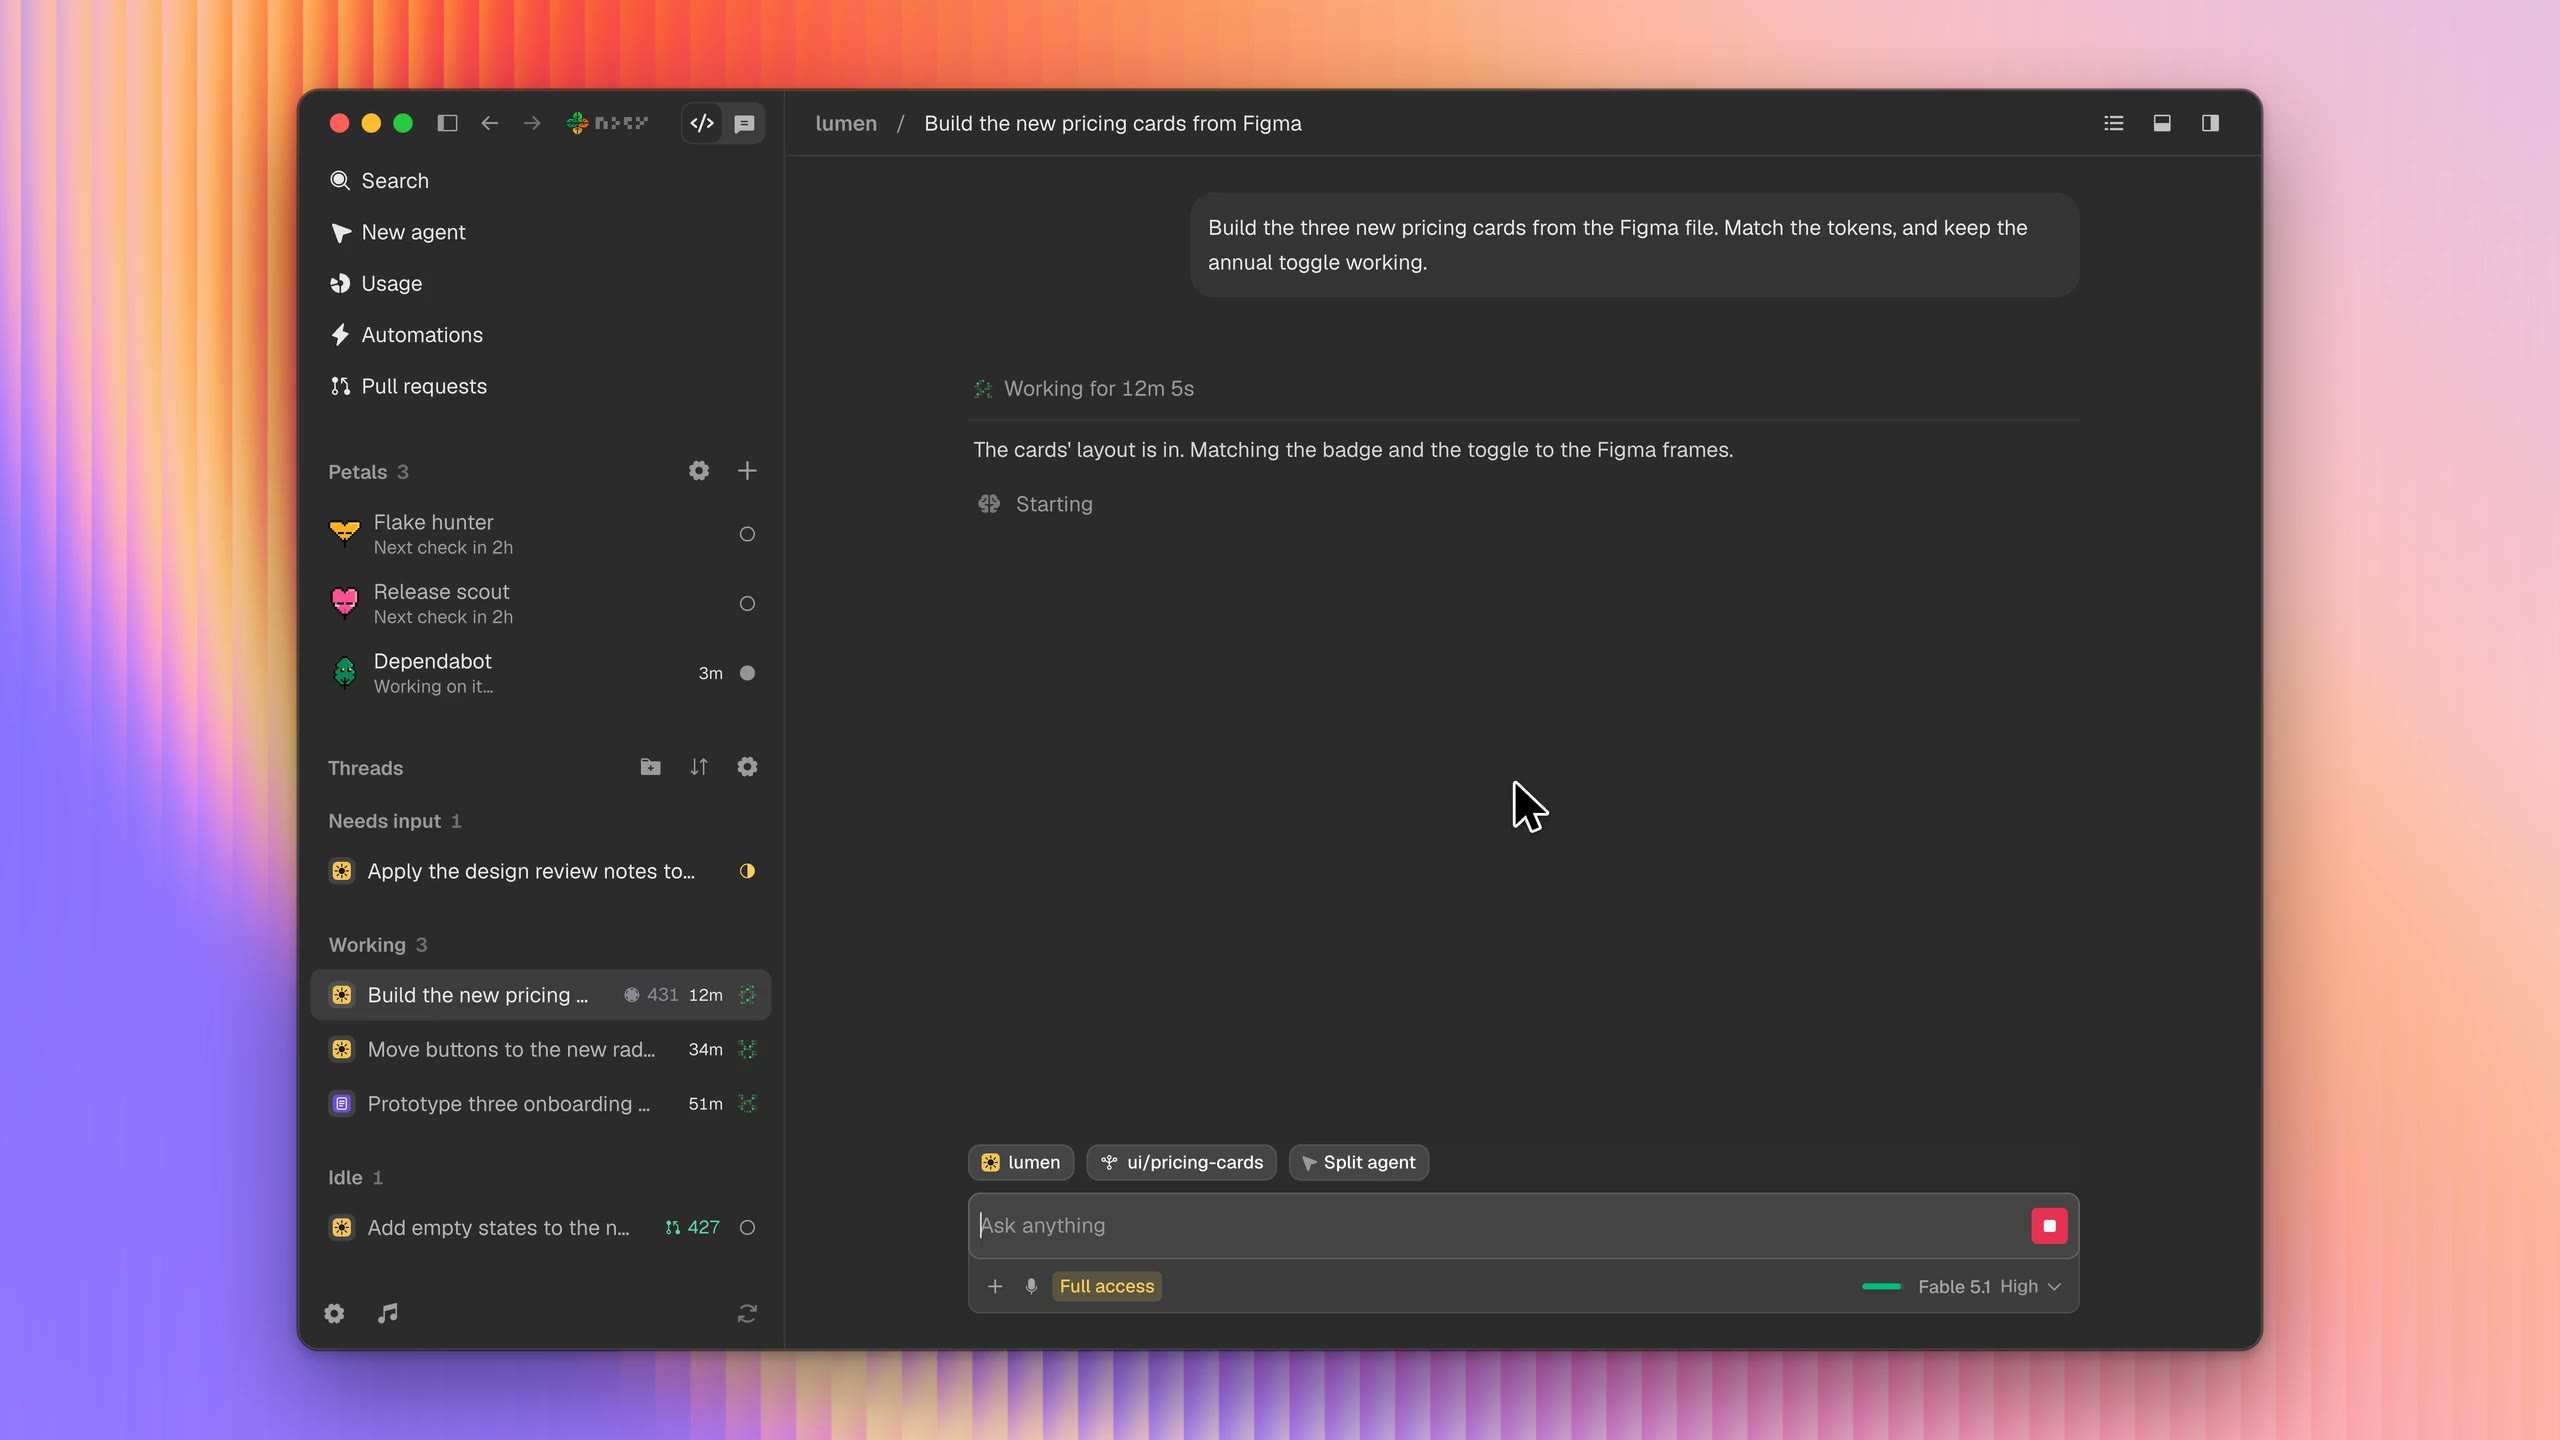 lumen / Build the new pricing cards from Figma
Search
New agent
Usage
Automations
Pull requests
Petals 3
Flake hunter
Next check in 2h
Release scout
Next check in 2h
Dependabot
Working on it...
3m
Threads
Needs input 1
Apply the design review notes to...
Working 3
Build the new pricing ... 431 12m
Move buttons to the new rad... 34m
Prototype three onboarding ... 51m
Idle 1
Add empty states to the n... 427
Build the three new pricing cards from the Figma file. Match the tokens, and keep the
annual toggle working.
Working for 12m 5s
The cards' layout is in. Matching the badge and the toggle to the Figma frames.
Starting
lumen ui/pricing-cards Split agent
Ask anything
Full access Fable 5.1 High